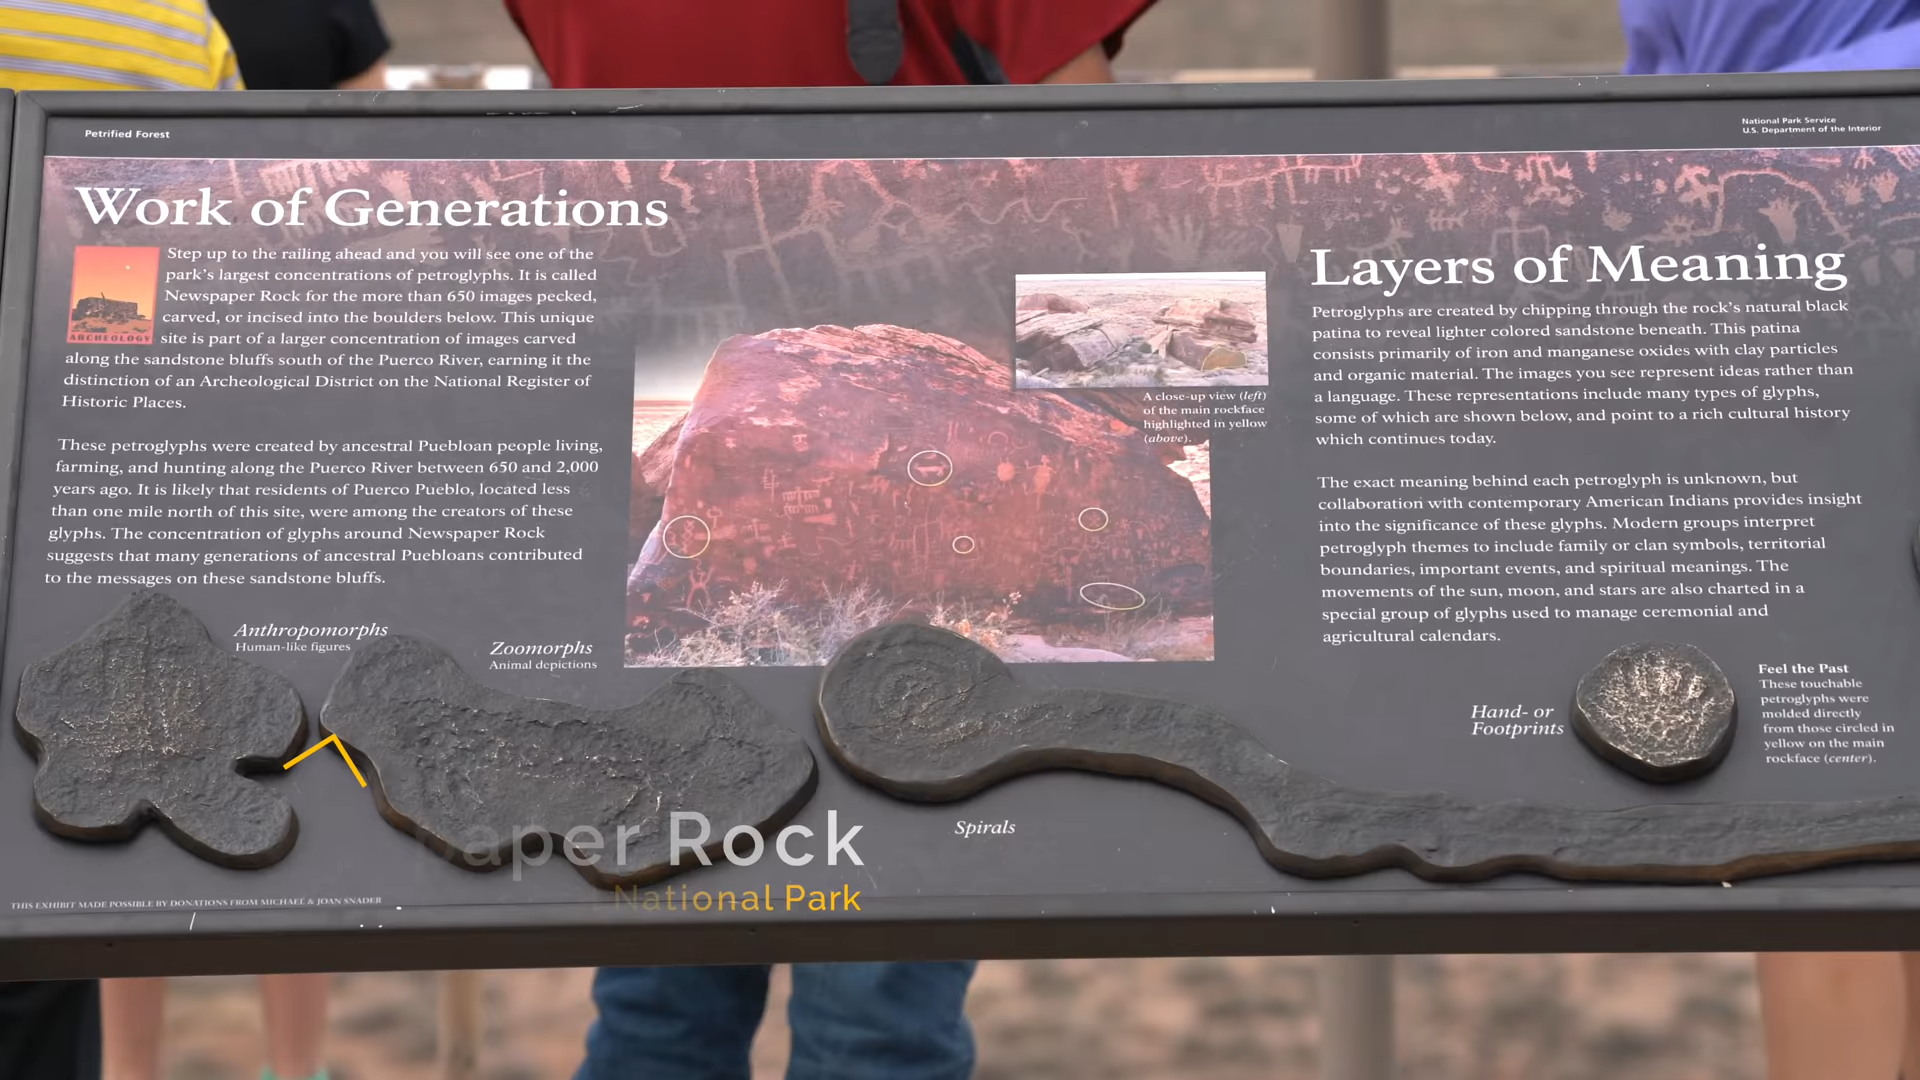 Petrified Forest
National Park Service
U.S. Department of the Interior
Work of Generations
ARCHEOLOGY
Step up to the railing ahead and you will see one of the
park's largest concentrations of petroglyphs. It is called
Newspaper Rock for the more than 650 images pecked,
carved, or incised into the boulders below. This unique
site is part of a larger concentration of images carved
along the sandstone bluffs south of the Puerco River, earning it the
distinction of an Archeological District on the National Register of
Historic Places.
These petroglyphs were created by ancestral Puebloan people living,
farming, and hunting along the Puerco River between 650 and 2,000
years ago. It is likely that residents of Puerco Pueblo, located less
than one mile north of this site, were among the creators of these
glyphs. The concentration of glyphs around Newspaper Rock
suggests that many generations of ancestral Puebloans contributed
to the messages on these sandstone bluffs.
A close-up view (left)
of the main rockface
highlighted in yellow
(above).
Layers of Meaning
Petroglyphs are created by chipping through the rock's natural black
patina to reveal lighter colored sandstone beneath. This patina
consists primarily of iron and manganese oxides with clay particles
and organic material. The images you see represent ideas rather than
a language. These representations include many types of glyphs,
some of which are shown below, and point to a rich cultural history
which continues today.
The exact meaning behind each petroglyph is unknown, but
collaboration with contemporary American Indians provides insight
into the significance of these glyphs. Modern groups interpret
petroglyph themes to include family or clan symbols, territorial
boundaries, important events, and spiritual meanings. The
movements of the sun, moon, and stars are also charted in a
special group of glyphs used to manage ceremonial and
agricultural calendars.
Anthropomorphs
Human-like figures
Zoomorphs
Animal depictions
Spirals
Hand- or
Footprints
Feel the Past
These touchable
petroglyphs were
molded directly
from those circled in
yellow on the main
rockface (center).
paper Rock
National Park
THIS EXHIBIT MADE POSSIBLE BY DONATIONS FROM MICHAEL & JOAN SNADER